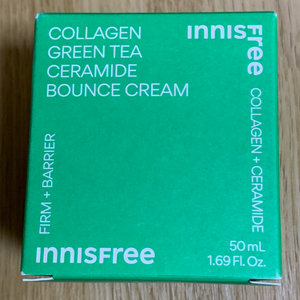 COLLAGEN
GREEN TEA
CERAMIDE
BOUNCE CREAM
innisfree
COLLAGEN + CERAMIDE
FIRM + BARRIER
innisfree
50 mL
1.69 Fl. Oz.